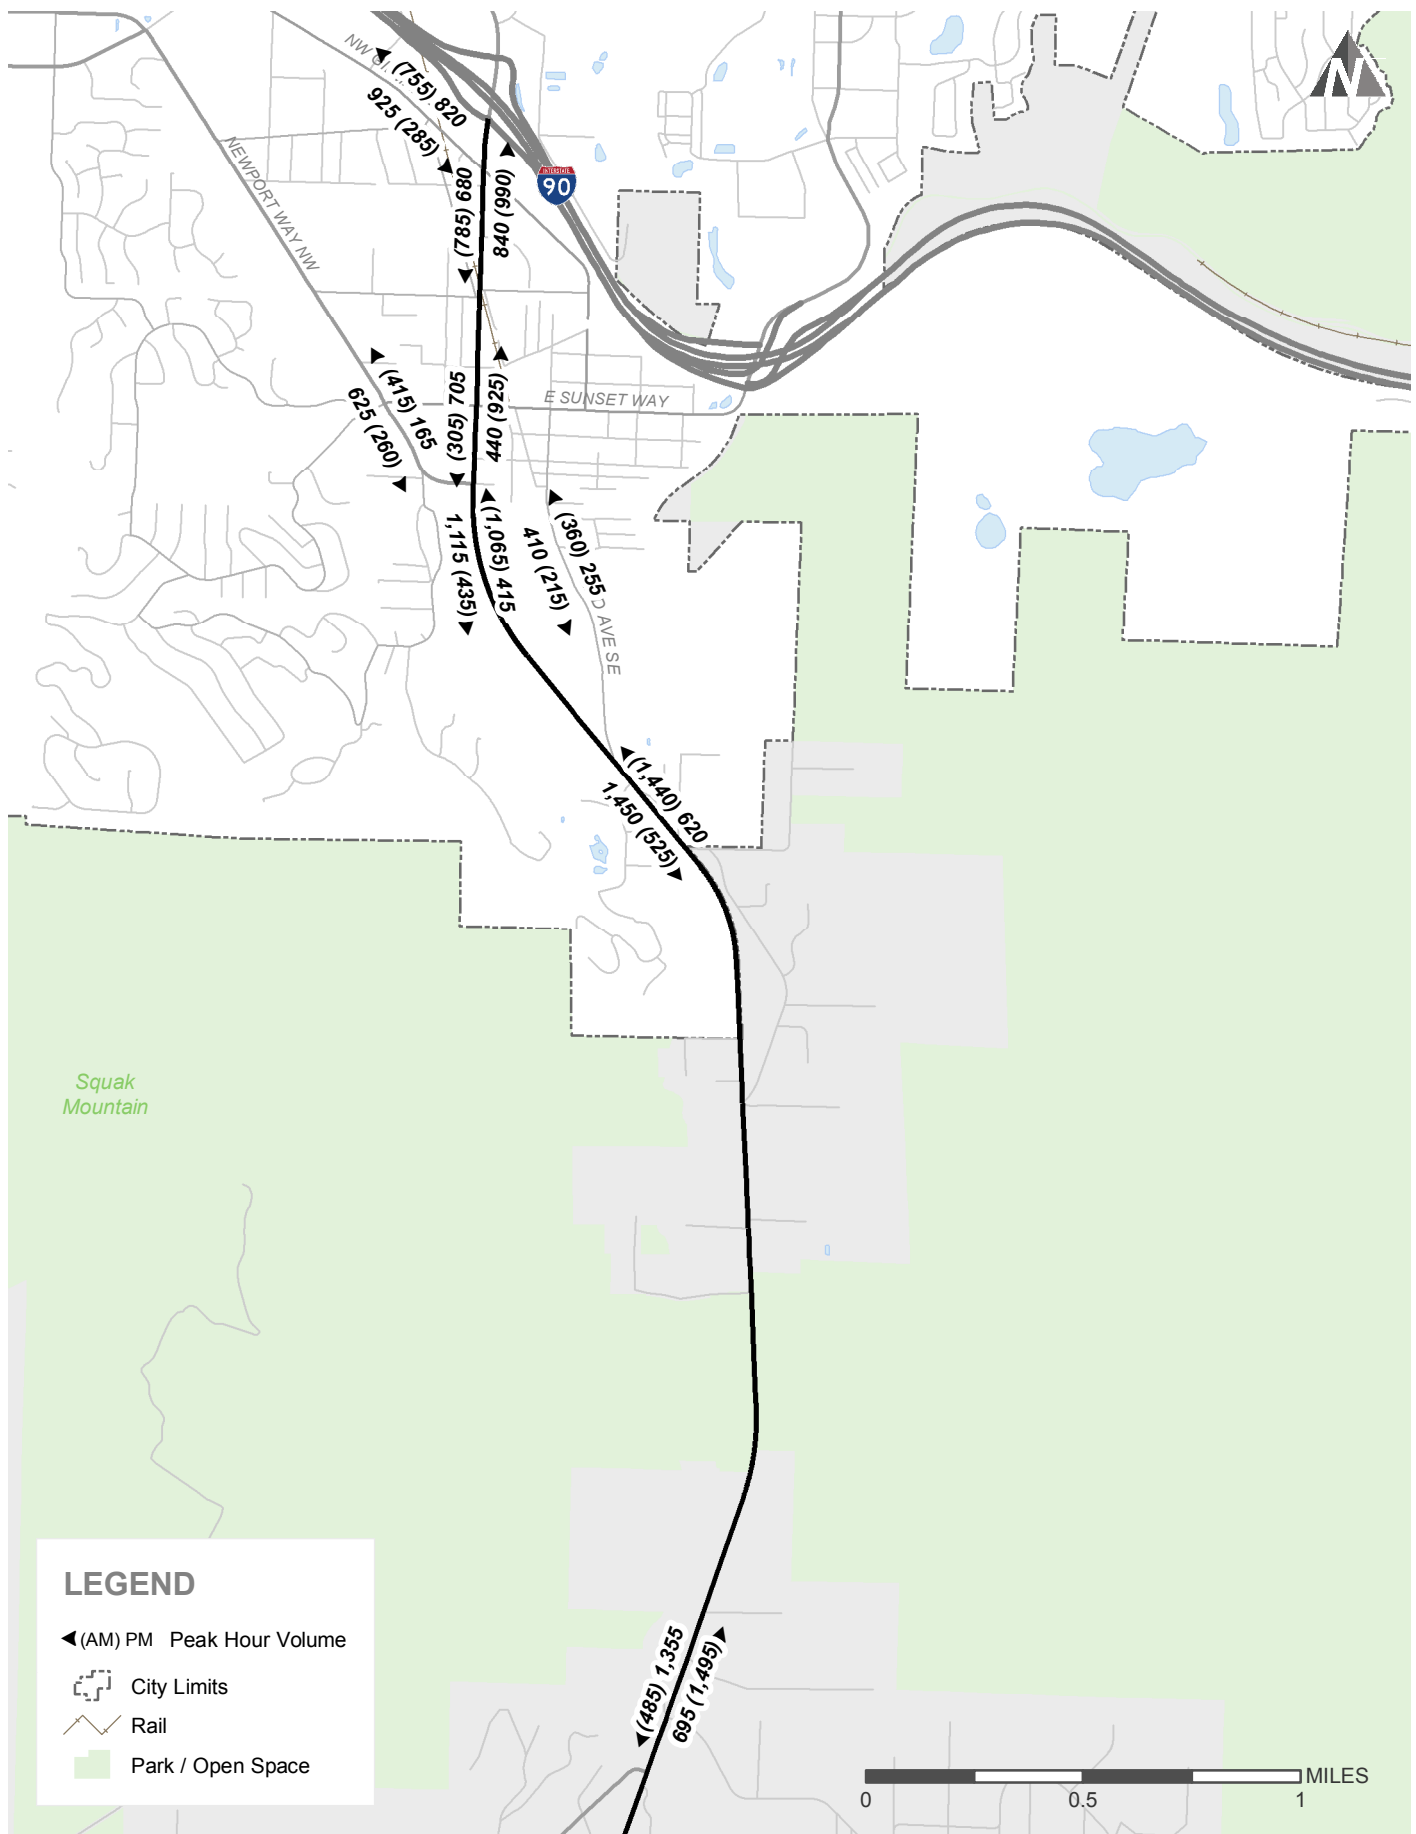 N
NW GI
(755) 820
925 (285)
(785) 680
840 (990)
INTERSTATE
90
NEWPORT WAY NW
(415) 165
625 (260)
(305) 705
440 (925)
E SUNSET WAY
1,115 (435)
(1,065) 415
(360) 255
410 (215)
D AVE SE
(1,440) 620
1,450 (525)
Squak
Mountain
(485) 1,355
695 (1,495)
LEGEND
(AM) PM Peak Hour Volume
City Limits
Rail
Park / Open Space
MILES
0 0.5 1